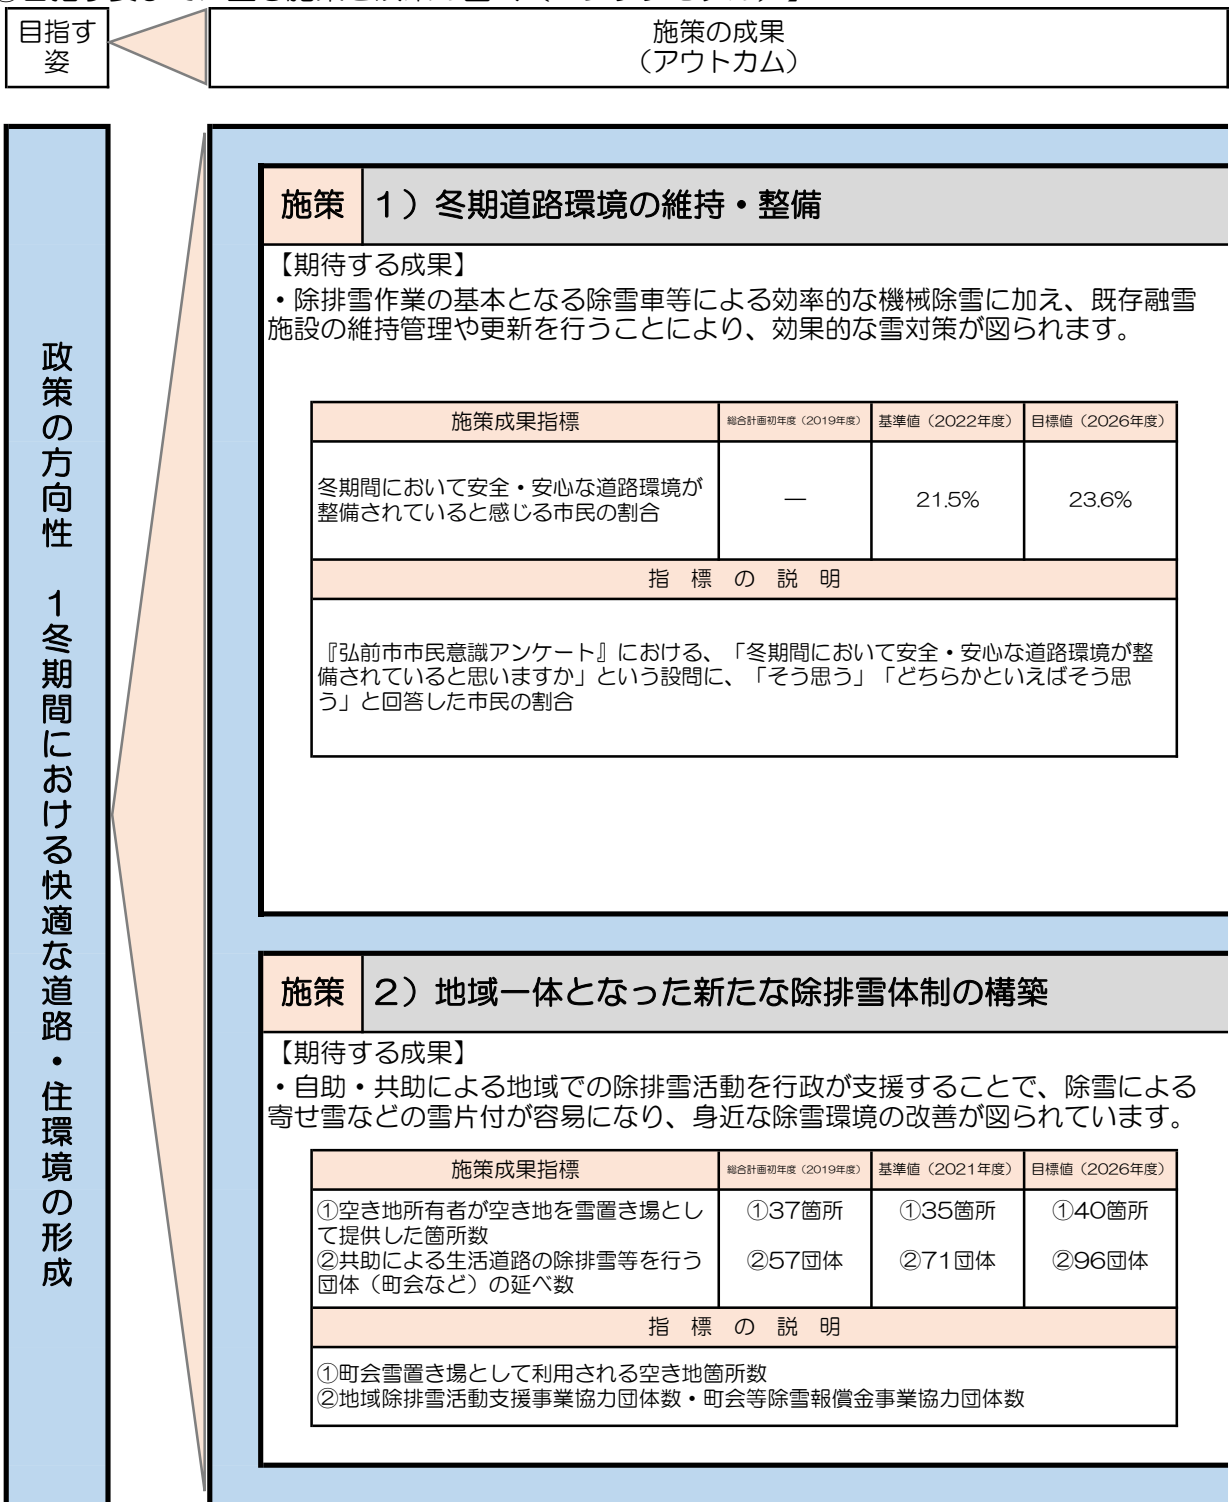 目指す
姿
施策の成果
（アウトカム）
政策の方向性　１冬期間における快適な道路・住環境の形成
施策
１）冬期道路環境の維持・整備
【期待する成果】
・除排雪作業の基本となる除雪車等による効率的な機械除雪に加え、既存融雪
施設の維持管理や更新を行うことにより、効果的な雪対策が図られます。
施策成果指標
総合計画初年度（2019年度）
基準値（2022年度）
目標値（2026年度）
冬期間において安全・安心な道路環境が
整備されていると感じる市民の割合
―
21.5%
23.6%
指　標　の　説　明
『弘前市市民意識アンケート』における、「冬期間において安全・安心な道路環境が整
備されていると思いますか」という設問に、「そう思う」「どちらかといえばそう思
う」と回答した市民の割合
施策
２）地域一体となった新たな除排雪体制の構築
【期待する成果】
・自助・共助による地域での除排雪活動を行政が支援することで、除雪による
寄せ雪などの雪片付が容易になり、身近な除雪環境の改善が図られています。
施策成果指標
総合計画初年度（2019年度）
基準値（2021年度）
目標値（2026年度）
①空き地所有者が空き地を雪置き場とし
て提供した箇所数
②共助による生活道路の除排雪等を行う
団体（町会など）の延べ数
①37箇所
②57団体
①35箇所
②71団体
①40箇所
②96団体
指　標　の　説　明
①町会雪置き場として利用される空き地箇所数
②地域除排雪活動支援事業協力団体数・町会等除雪報償金事業協力団体数